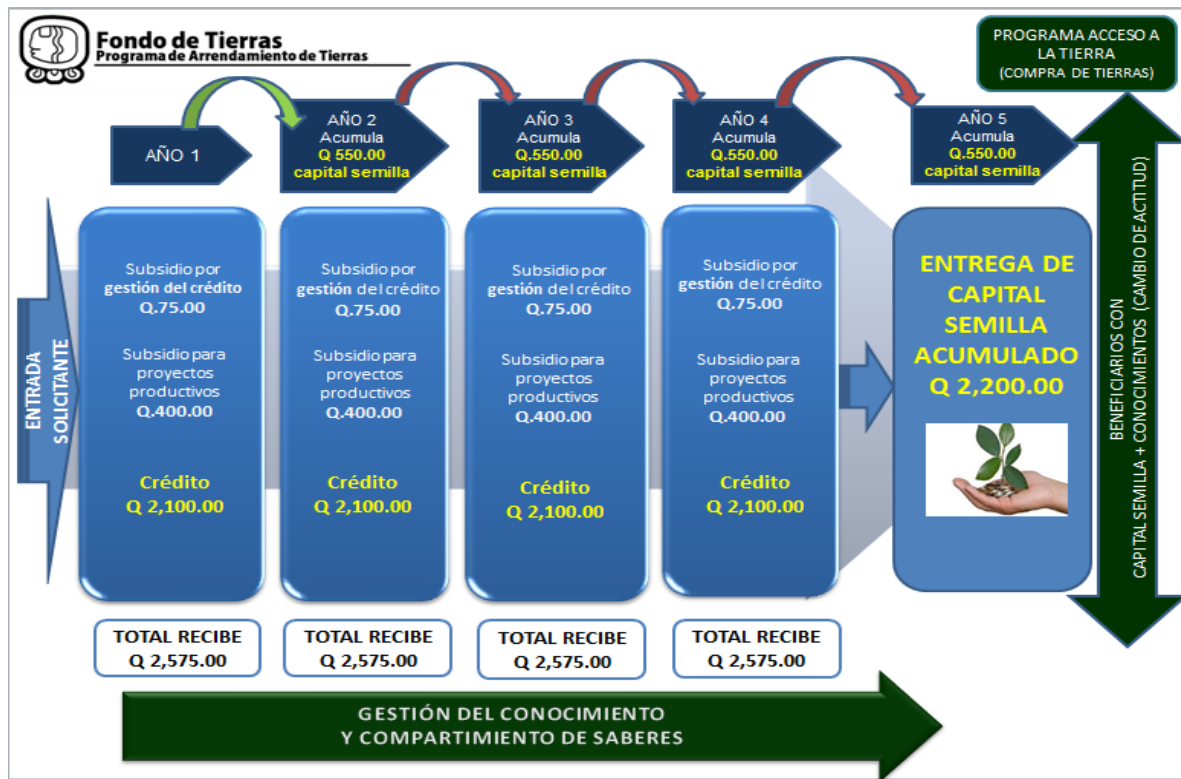 Fondo de Tierras
Programa de Arrendamiento de Tierras
PROGRAMA ACCESO A
LA TIERRA
(COMPRA DE TIERRAS)
AÑO 1
AÑO 2
Acumula
Q 550.00
capital semilla
AÑO 3
Acumula
Q.550.00
capital semilla
AÑO 4
Acumula
Q.550.00
capital semilla
AÑO 5
Acumula
Q.550.00
capital semilla
ENTRADA
SOLICITANTE
Subsidio por
gestión del crédito
Q.75.00
Subsidio para
proyectos
productivos
Q.400.00
Crédito
Q 2,100.00
Subsidio por
gestión del crédito
Q.75.00
Subsidio para
proyectos
productivos
Q.400.00
Crédito
Q 2,100.00
Subsidio por
gestión del crédito
Q.75.00
Subsidio para
proyectos
productivos
Q.400.00
Crédito
Q 2,100.00
Subsidio por
gestión del crédito
Q.75.00
Subsidio para
proyectos
productivos
Q.400.00
Crédito
Q 2,100.00
ENTREGA DE
CAPITAL
SEMILLA
ACUMULADO
Q 2,200.00
BENEFICIARIOS CON
CAPITAL SEMILLA + CONOCIMIENTOS (CAMBIO DE ACTITUD)
TOTAL RECIBE
Q 2,575.00
TOTAL RECIBE
Q 2,575.00
TOTAL RECIBE
Q 2,575.00
TOTAL RECIBE
Q 2,575.00
GESTIÓN DEL CONOCIMIENTO
Y COMPARTIMIENTO DE SABERES